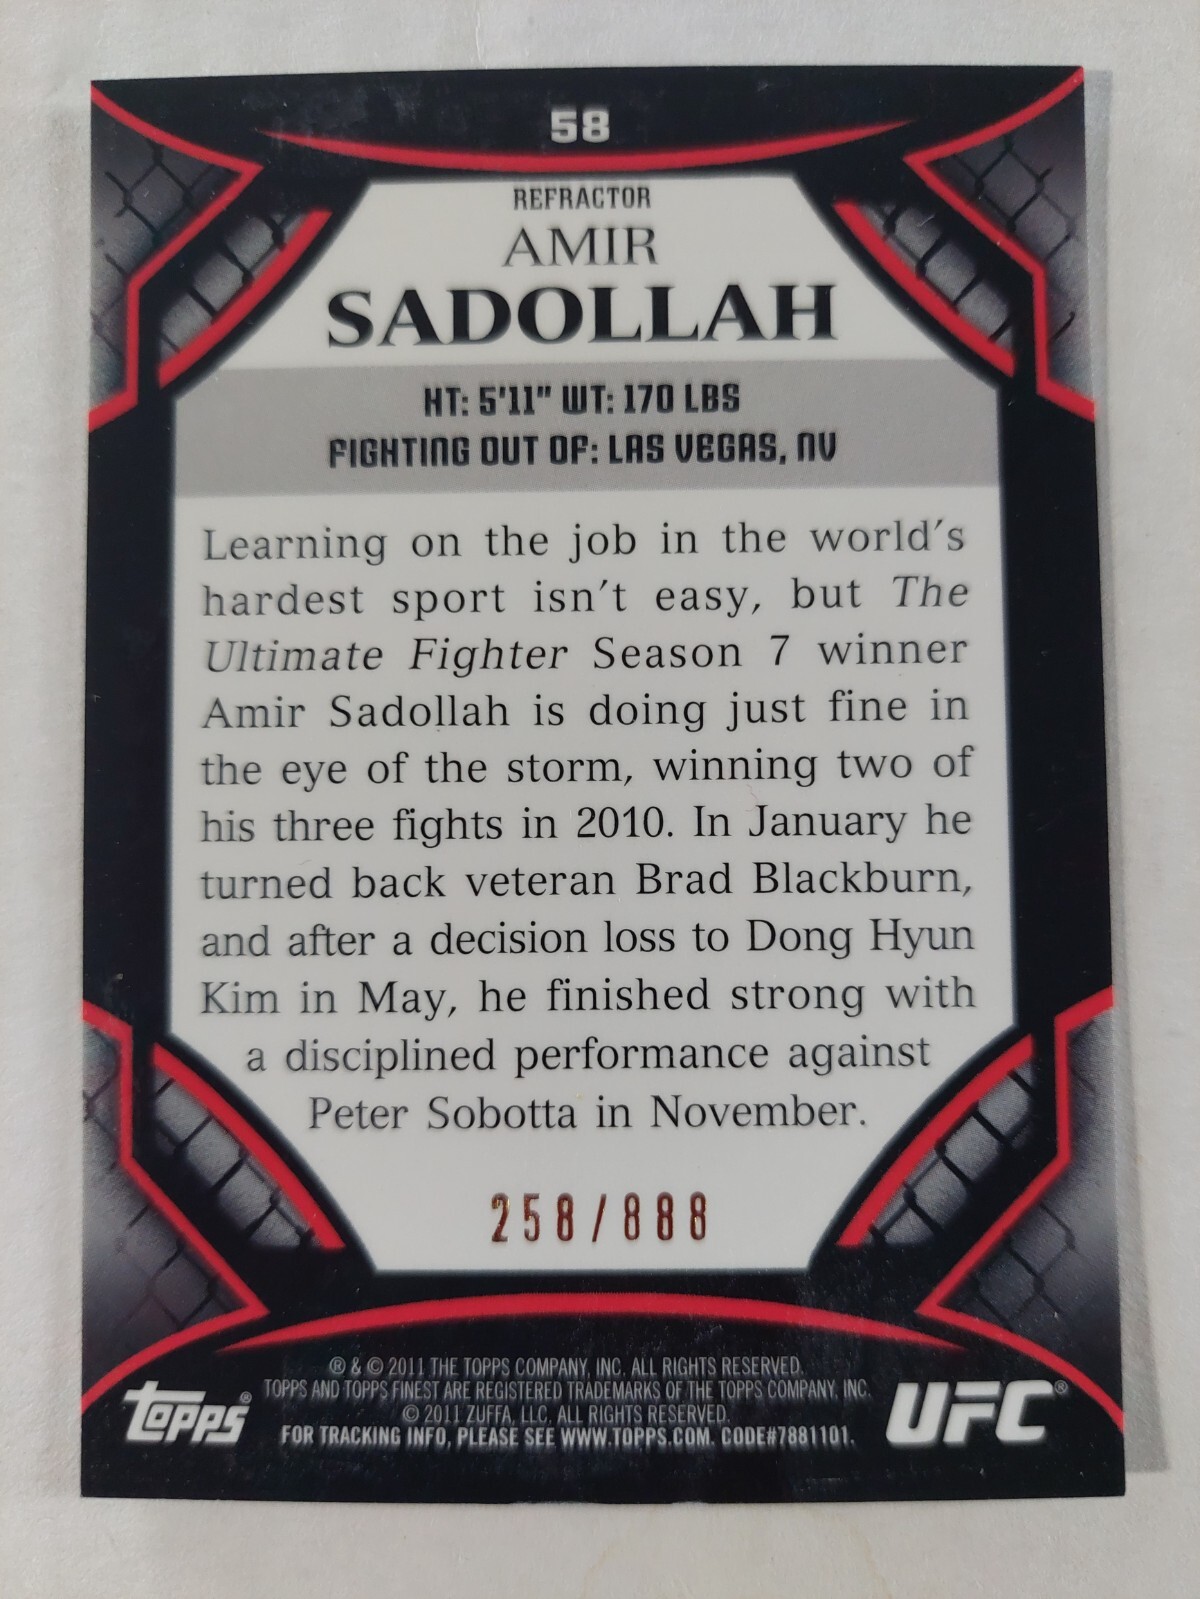 58
REFRACTOR
AMIR
SADOLLAH
HT: 5'11" WT: 170 LBS
FIGHTING OUT OF: LAS VEGAS, NV
Learning on the job in the world's
hardest sport isn't easy, but The
Ultimate Fighter Season 7 winner
Amir Sadollah is doing just fine in
the eye of the storm, winning two of
his three fights in 2010. In January he
turned back veteran Brad Blackburn,
and after a decision loss to Dong Hyun
Kim in May, he finished strong with
a disciplined performance against
Peter Sobotta in November.
258/888
® & © 2011 THE TOPPS COMPANY, INC. ALL RIGHTS RESERVED.
TOPPS AND TOPPS FINEST ARE REGISTERED TRADEMARKS OF THE TOPPS COMPANY, INC.
© 2011 ZUFFA, LLC, ALL RIGHTS RESERVED.
FOR TRACKING INFO, PLEASE SEE WWW.TOPPS.COM. CODE#7881101.
Topps®
UFC®